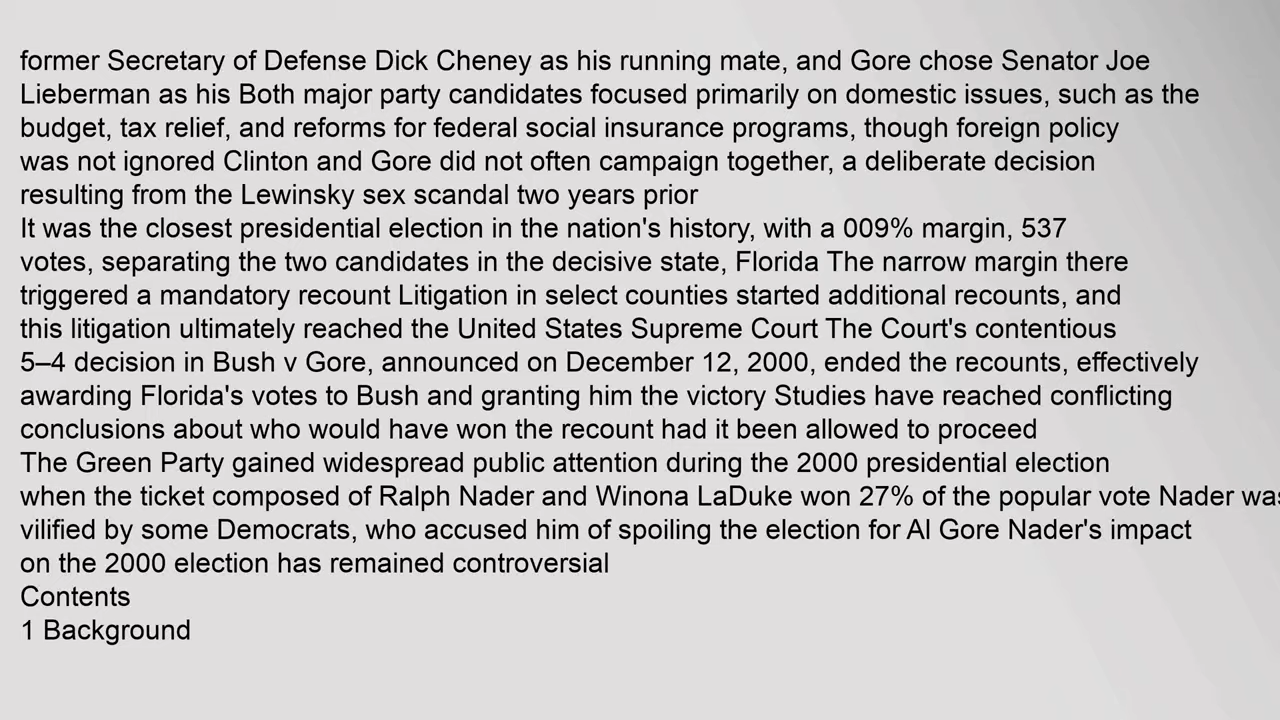 former Secretary of Defense Dick Cheney as his running mate, and Gore chose Senator Joe
Lieberman as his Both major party candidates focused primarily on domestic issues, such as the
budget, tax relief, and reforms for federal social insurance programs, though foreign policy
was not ignored Clinton and Gore did not often campaign together, a deliberate decision
resulting from the Lewinsky sex scandal two years prior
It was the closest presidential election in the nation's history, with a 009% margin, 537
votes, separating the two candidates in the decisive state, Florida The narrow margin there
triggered a mandatory recount Litigation in select counties started additional recounts, and
this litigation ultimately reached the United States Supreme Court The Court's contentious
5–4 decision in Bush v Gore, announced on December 12, 2000, ended the recounts, effectively
awarding Florida's votes to Bush and granting him the victory Studies have reached conflicting
conclusions about who would have won the recount had it been allowed to proceed
The Green Party gained widespread public attention during the 2000 presidential election
when the ticket composed of Ralph Nader and Winona LaDuke won 27% of the popular vote Nader was
vilified by some Democrats, who accused him of spoiling the election for Al Gore Nader's impact
on the 2000 election has remained controversial
Contents
1 Background